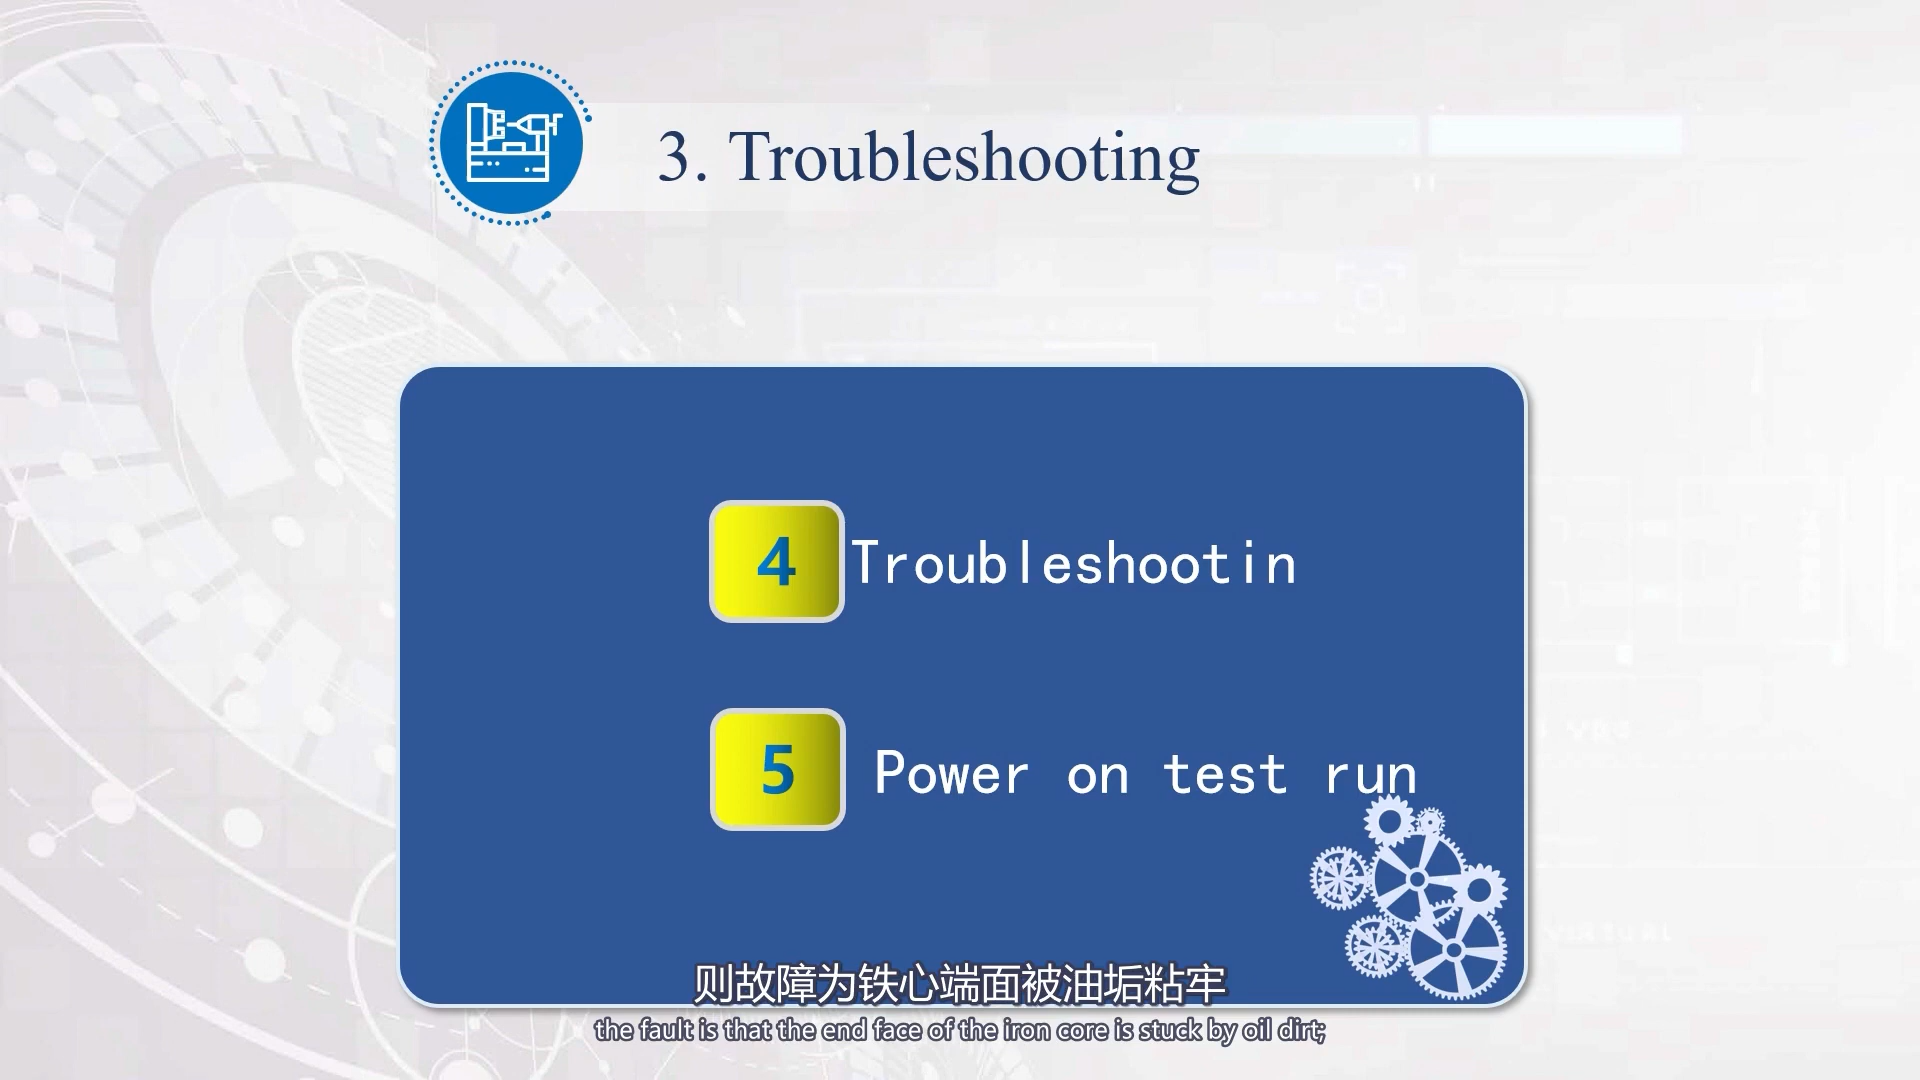 3. Troubleshooting
4 Troubleshootin
5 Power on test run
则故障为铁心端面被油垢粘牢
the fault is that the end face of the iron core is stuck by oil dirt;